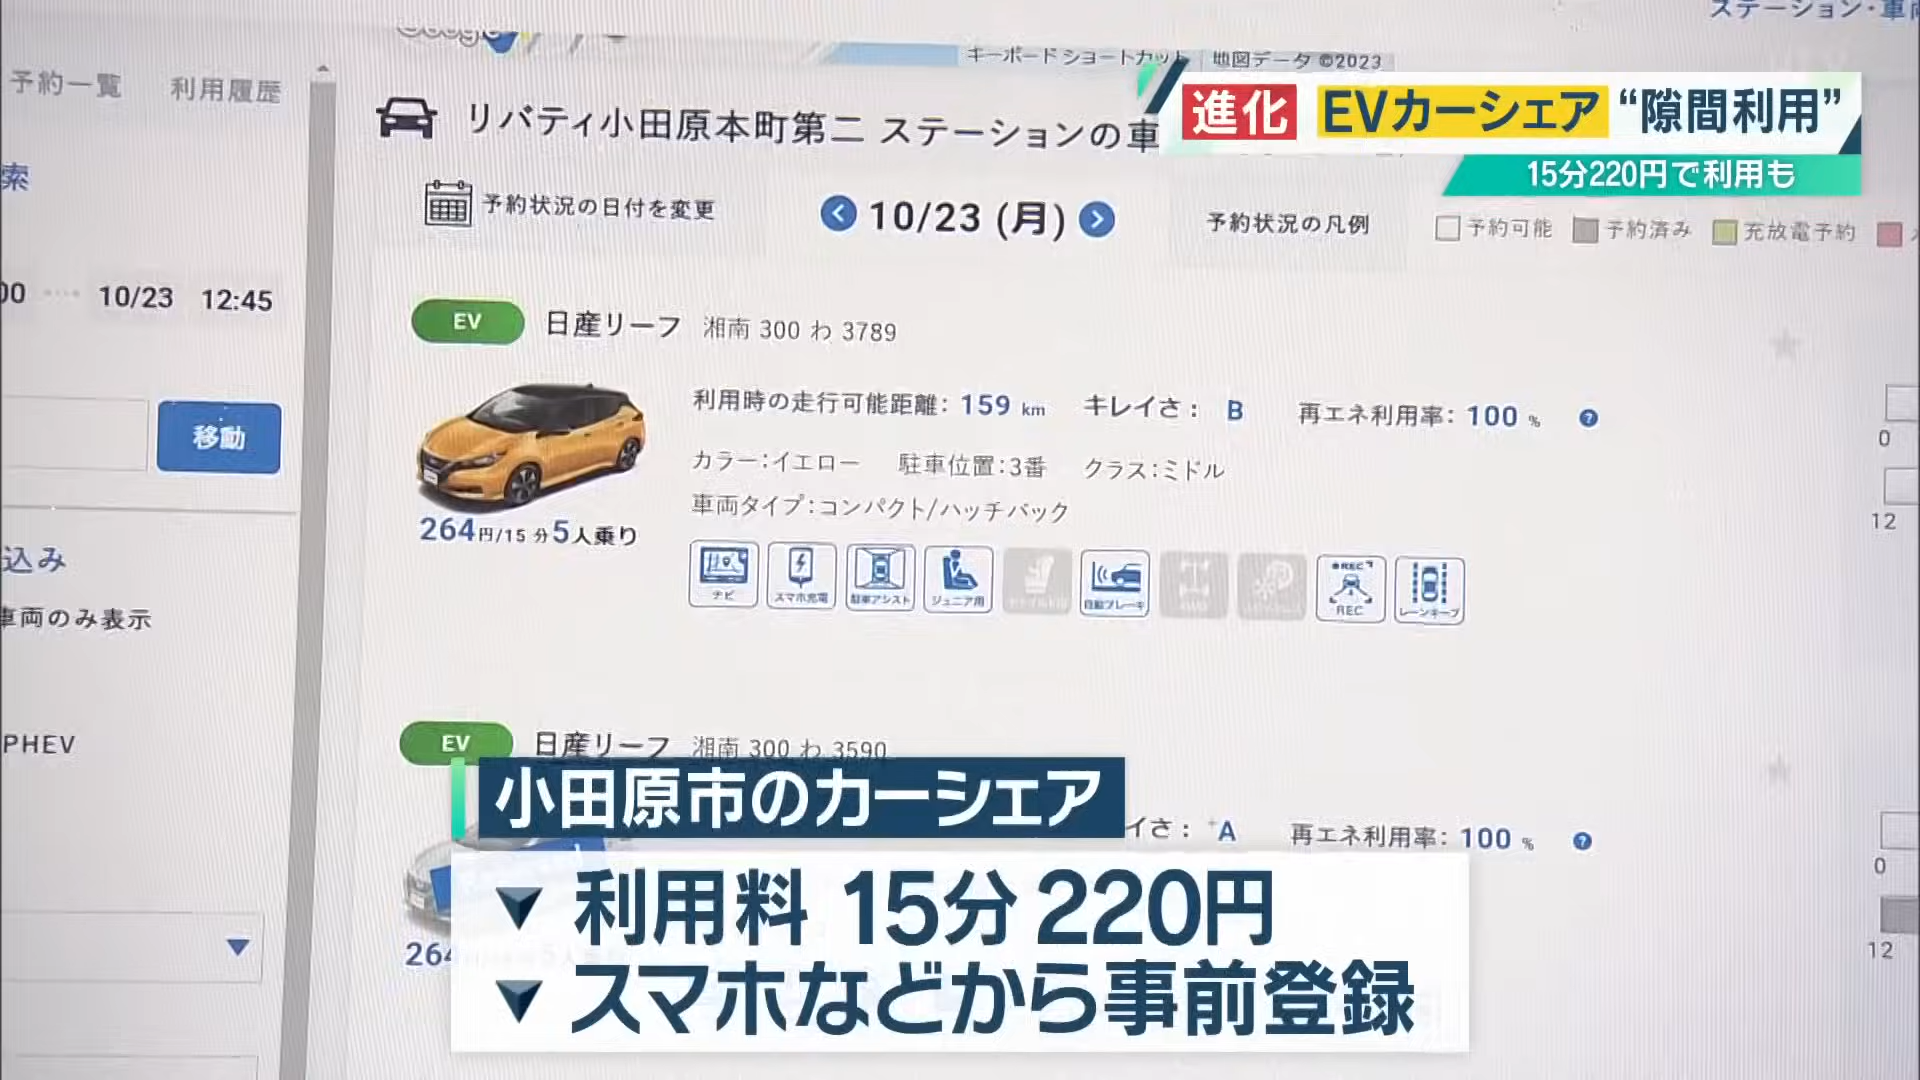 ステーション・車両
Google
キーボード ショートカット
地図データ ©2023
予約一覧 利用履歴
進化 EVカーシェア “隙間利用”
リバティ小田原本町第二 ステーションの車
15分220円で利用も
索
予約状況の日付を変更
10/23 (月)
予約状況の凡例
予約可能 予約済み 充放電予約
00 10/23 12:45
EV 日産リーフ 湘南 300 わ 3789
利用時の走行可能距離: 159 km キレイさ: B 再エネ利用率: 100 %
移動
0
カラー:イエロー 駐車位置:3番 クラス:ミドル
車両タイプ:コンパクト/ハッチバック
12
264円/15 分 5人乗り
ナビ スマホ充電 駐車アシスト ジュニア用 自動ブレーキ REC REC レーンキープ
込み
車両のみ表示
PHEV
EV 日産リーフ 湘南 300 わ 3590
小田原市のカーシェア
イさ: A 再エネ利用率: 100 %
0
▼ 利用料 15分 220円
264
12
▼ スマホなどから事前登録